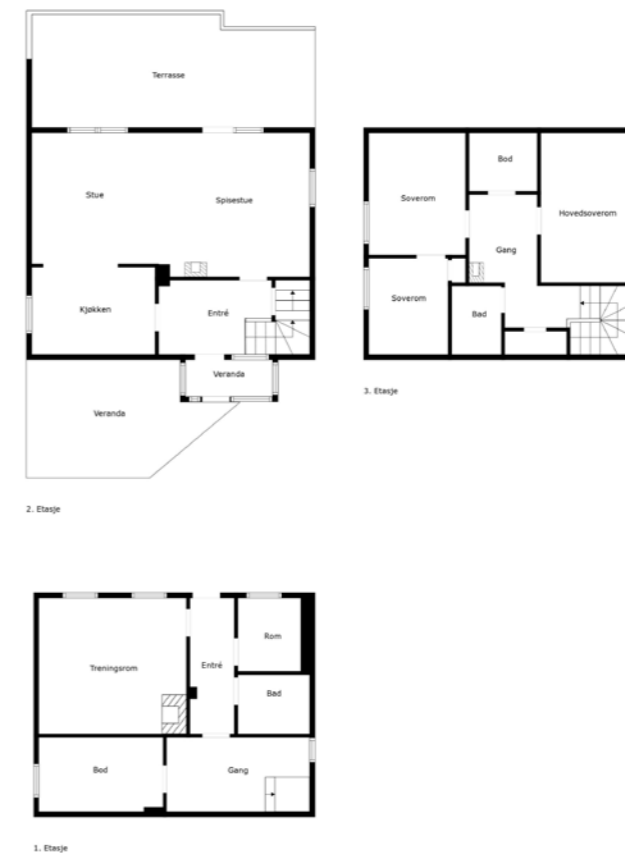 Terrasse
Stue
Spisestue
Kjøkken
Entré
Veranda
Veranda
2. Etasje
Bod
Soverom
Hovedsoverom
Gang
Soverom
Bad
3. Etasje
Rom
Treningsrom
Entré
Bad
Bod
Gang
1. Etasje